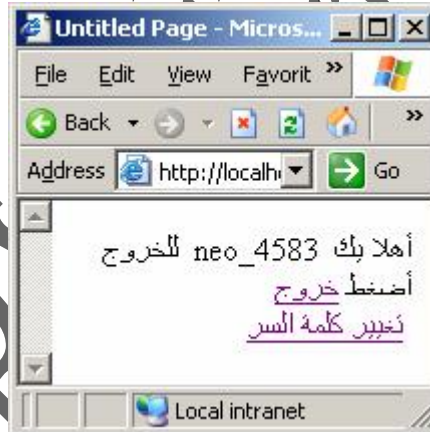 Untitled Page - Micros...
File Edit View Favorit »
Back »
Address http://localh Go
أهلا بك neo_4583 للخروج
أضغط خروج
تغيير كلمة السر
Local intranet